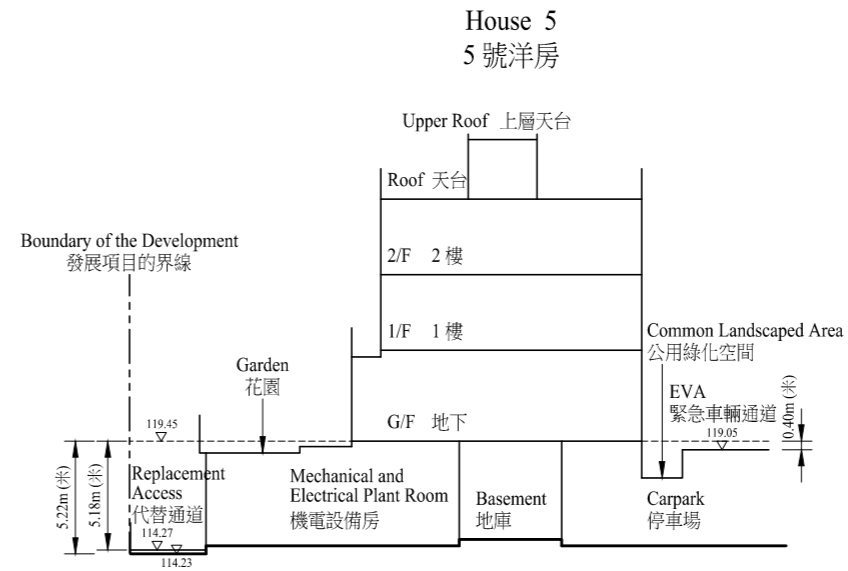 House 5
5 號洋房
Upper Roof 上層天台
Roof 天台
Boundary of the Development
發展項目的界線
2/F 2 樓
1/F 1 樓
Common Landscaped Area
公用綠化空間
Garden
花園
EVA
緊急車輛通道
119.05
0.40m (米)
119.45
G/F 地下
5.22m (米)
5.18m (米)
Replacement
Access
代替通道
114.27
114.23
Mechanical and
Electrical Plant Room
機電設備房
Basement
地庫
Carpark
停車場